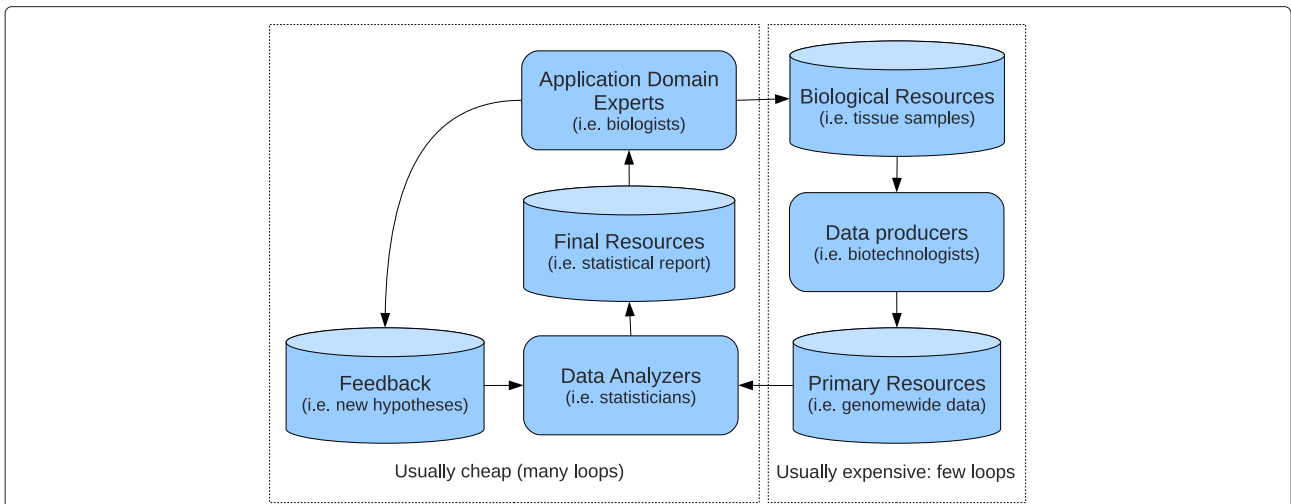 Application Domain
Experts
(i.e. biologists)
Biological Resources
(i.e. tissue samples)
Final Resources
(i.e. statistical report)
Data producers
(i.e. biotechnologists)
Feedback
(i.e. new hypotheses)
Data Analyzers
(i.e. statisticians)
Primary Resources
(i.e. genomewide data)
Usually cheap (many loops)
Usually expensive: few loops